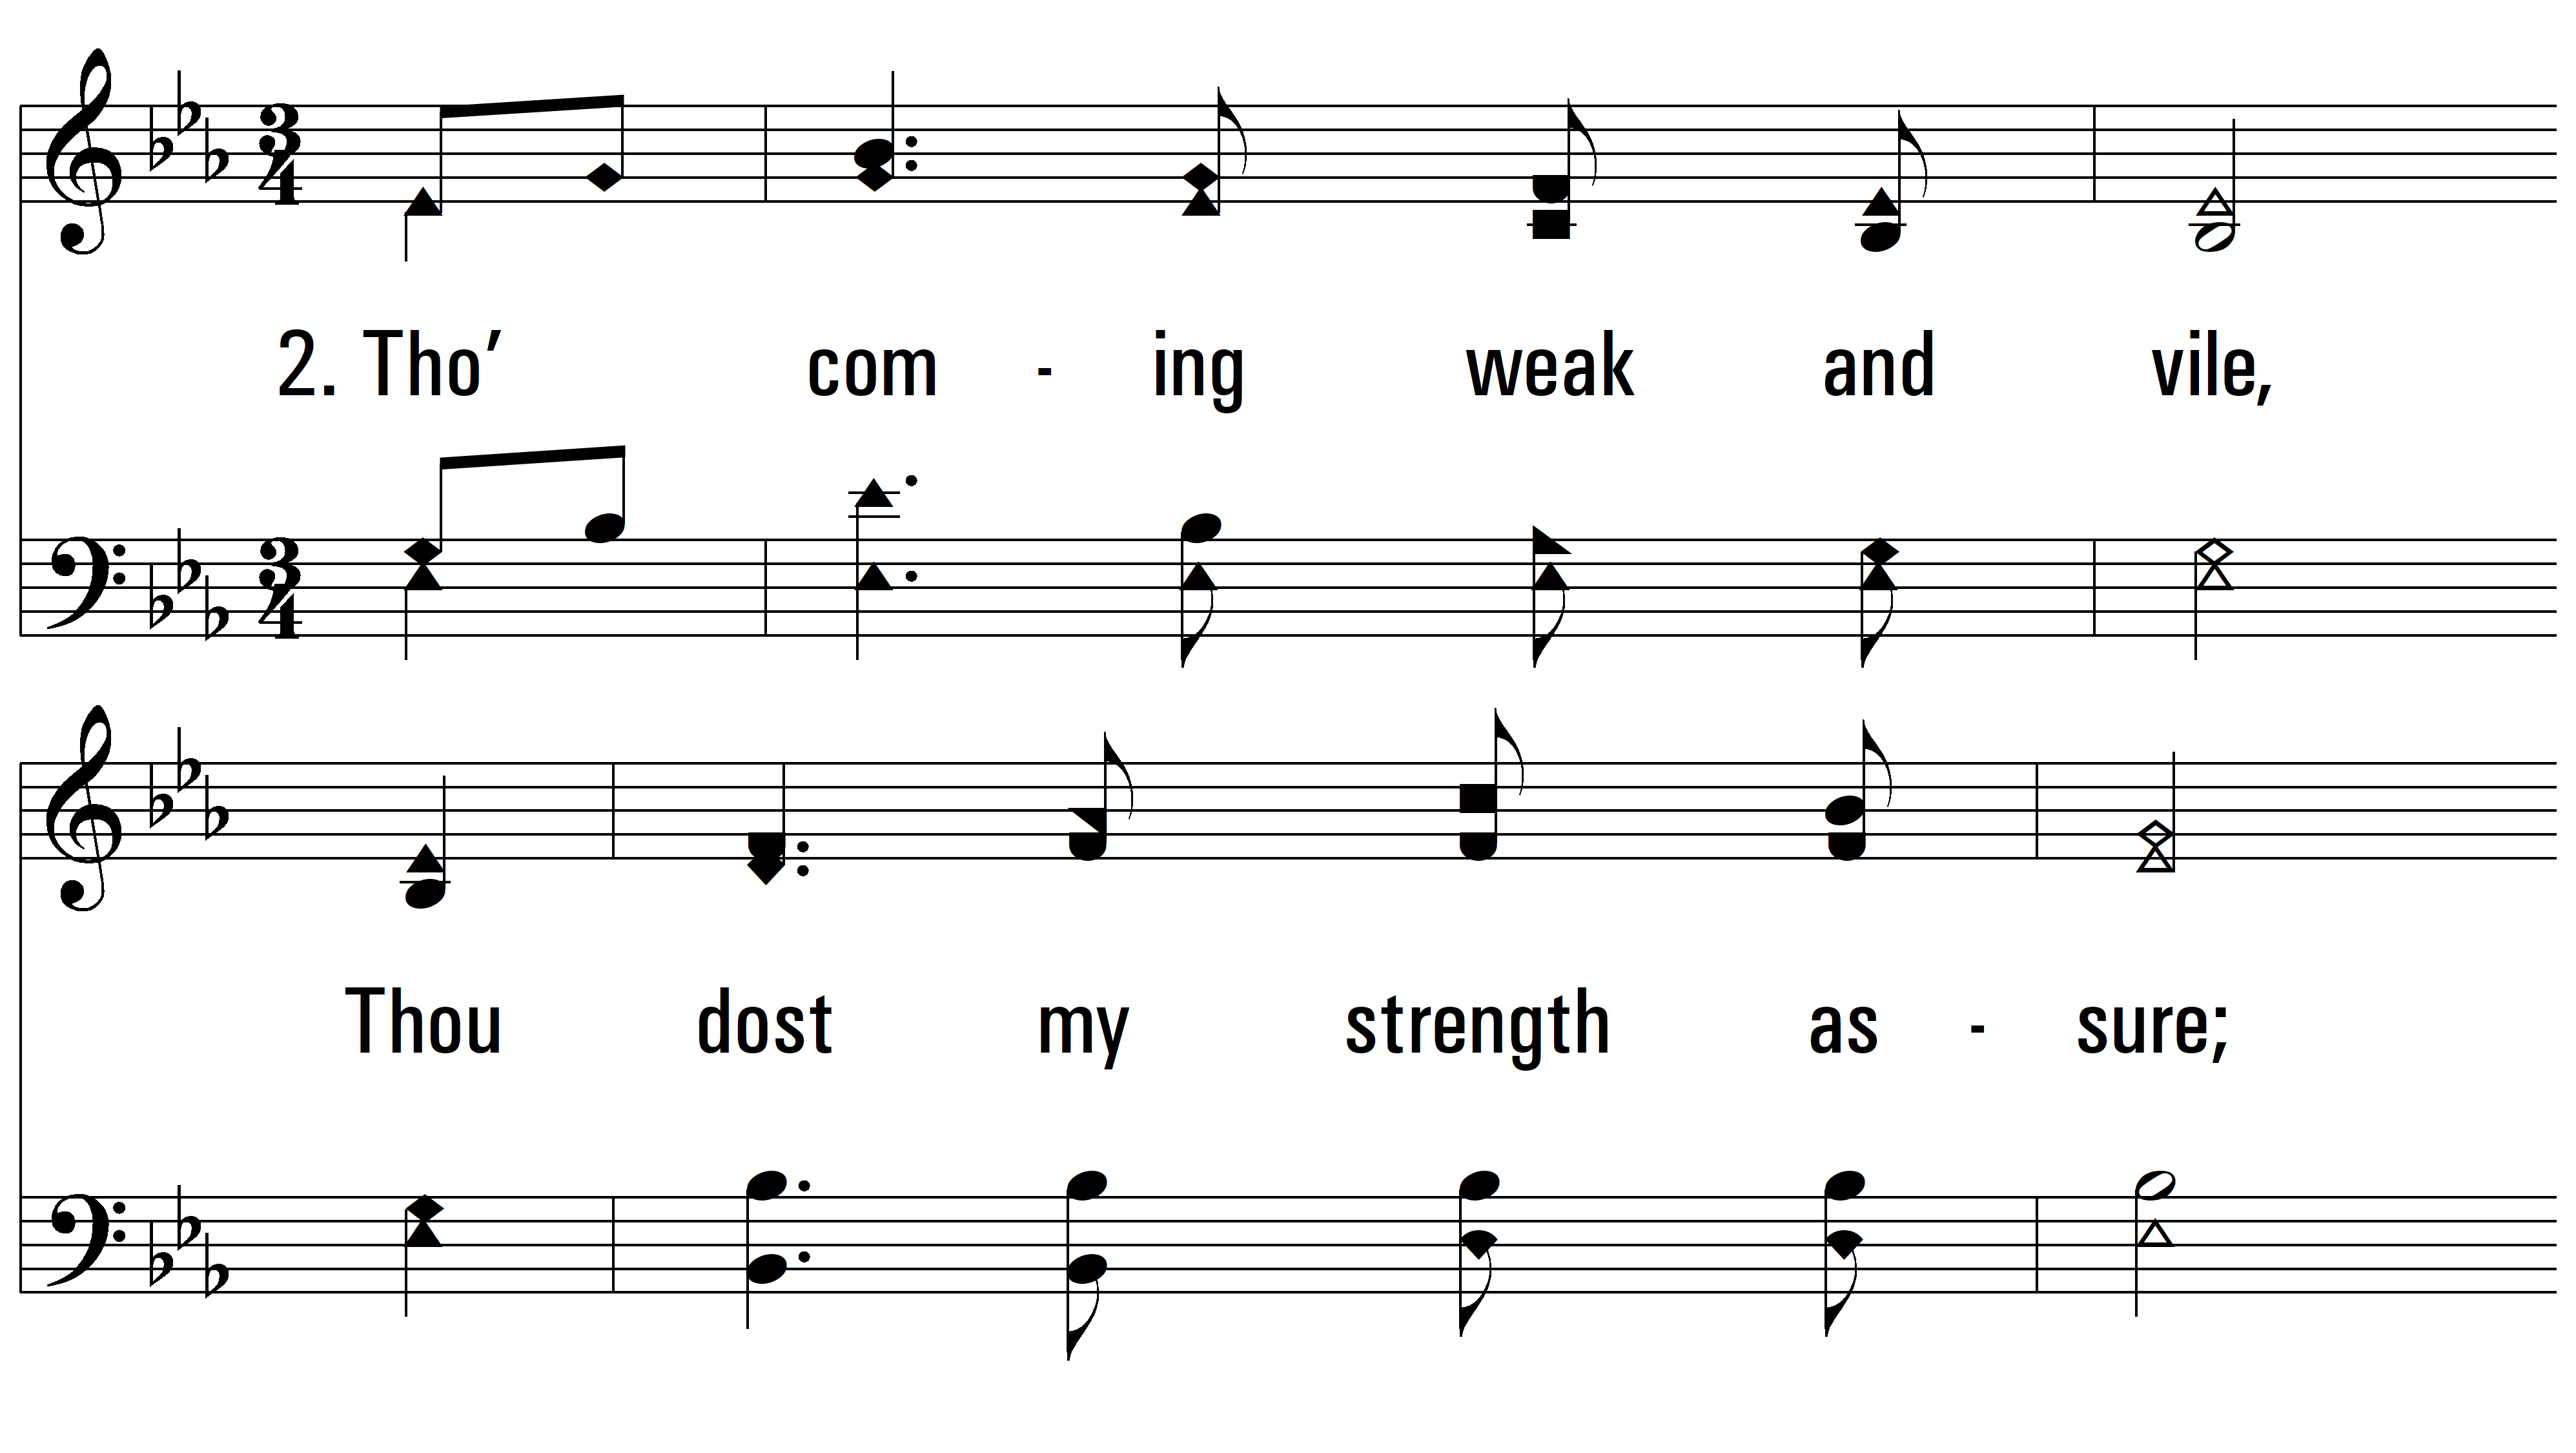 2. Tho’ com - ing weak and vile,
Thou dost my strength as - sure;